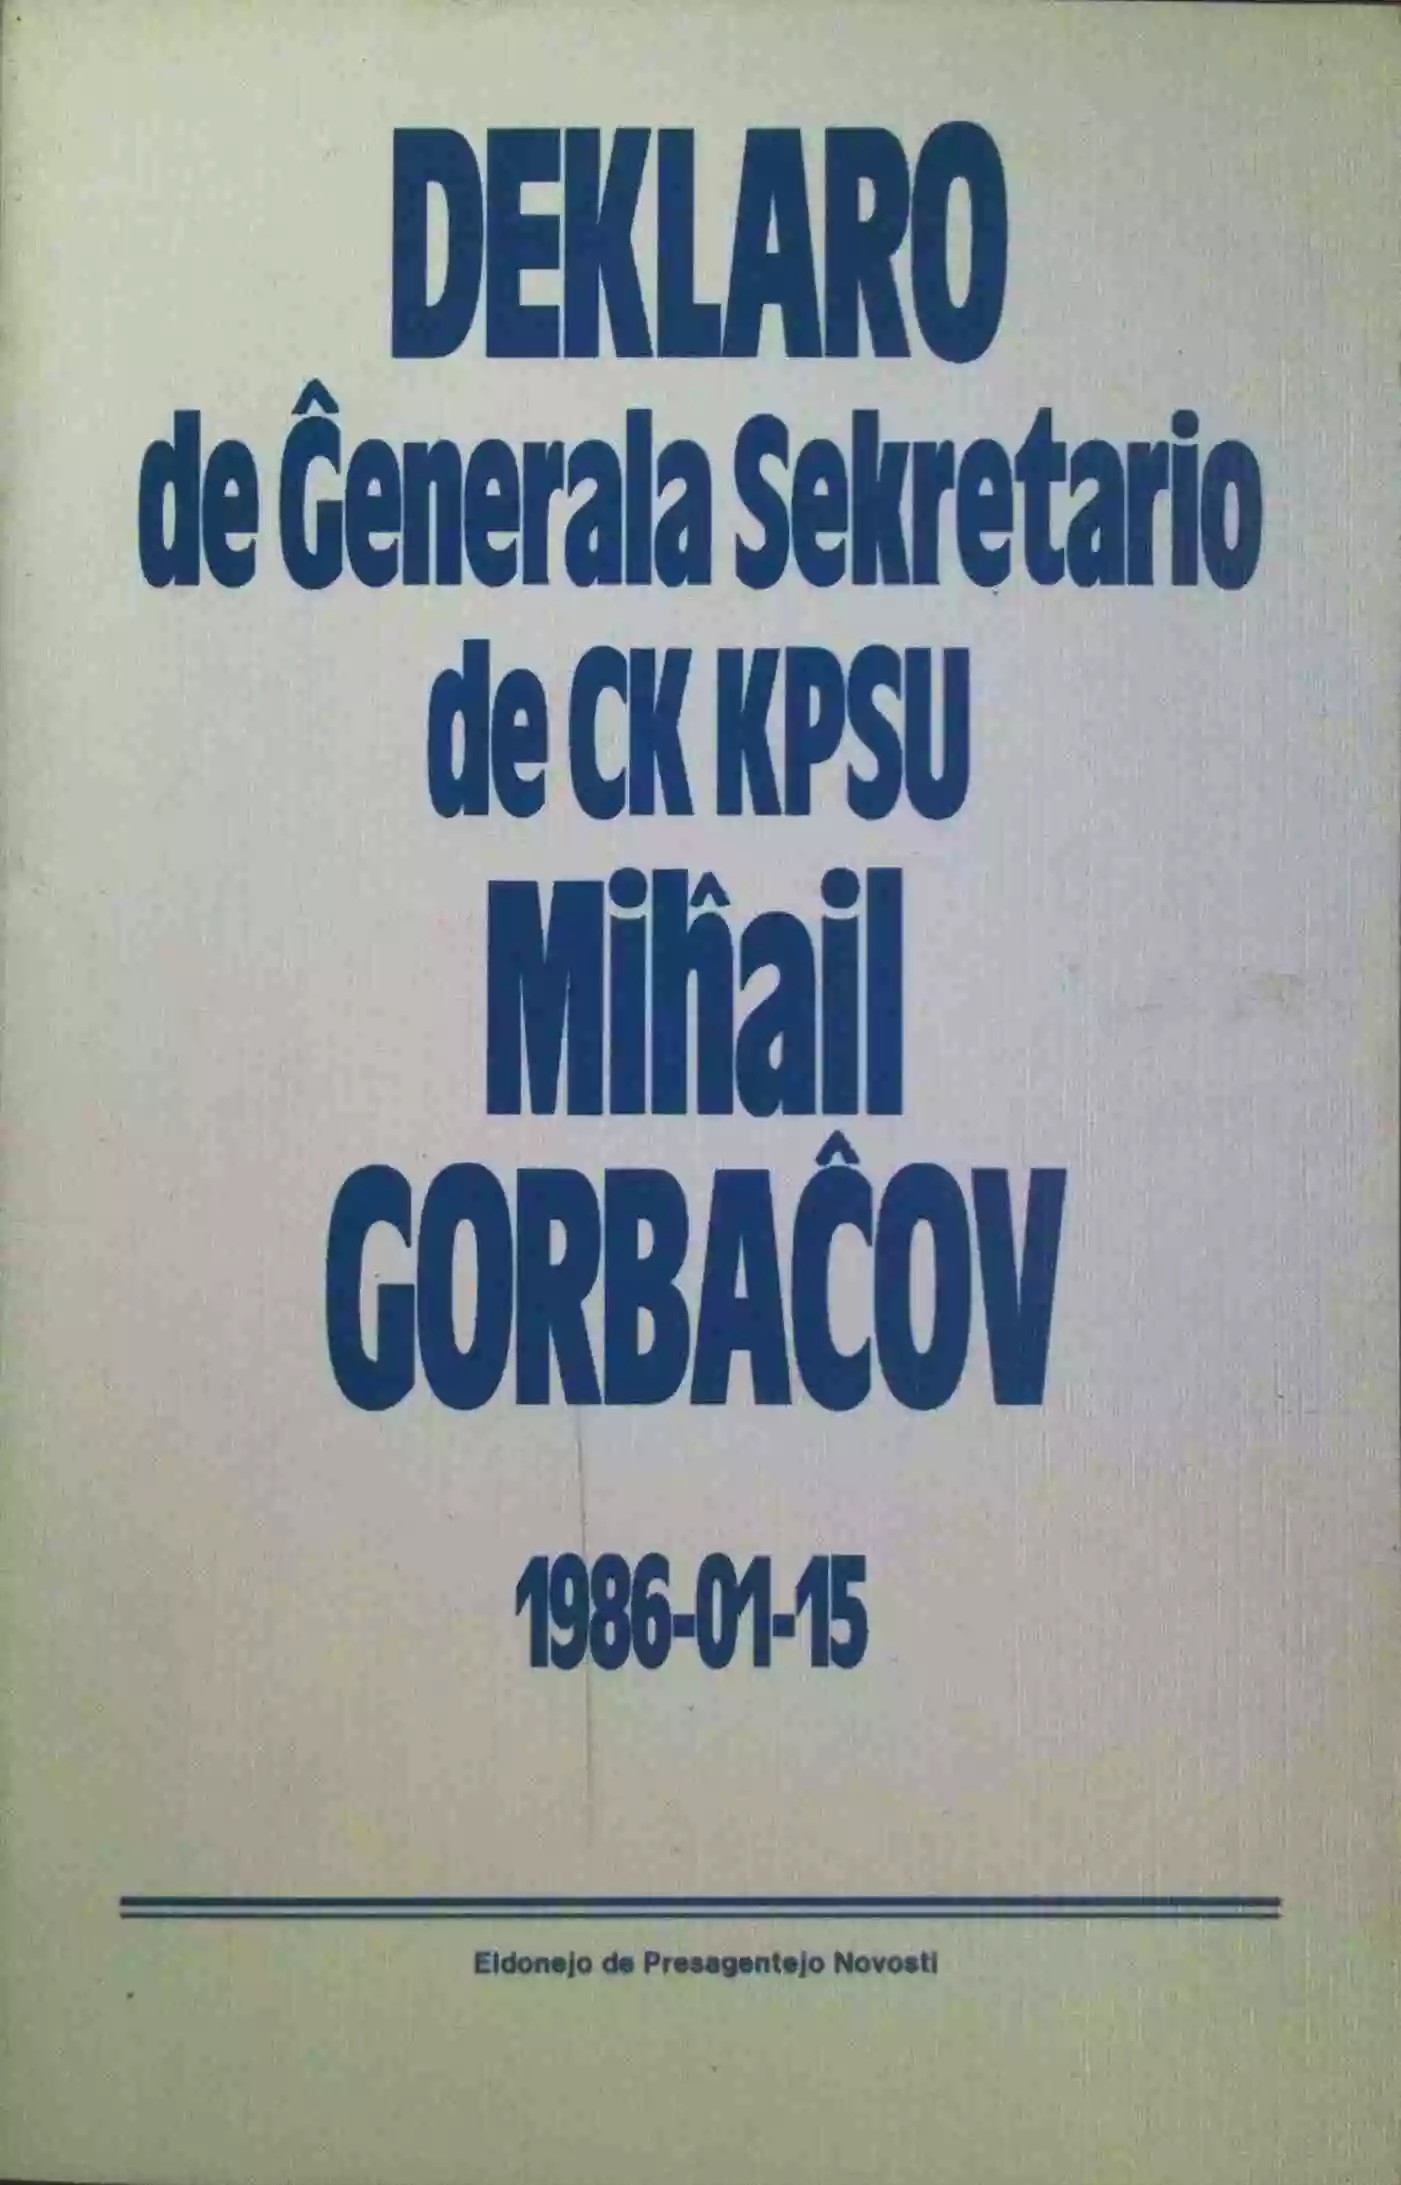 DEKLARO
de Ĝenerala Sekretario
de CK KPSU
Miĥail
GORBAĈOV
1986-01-15
Eldonejo de Presagentejo Novosti